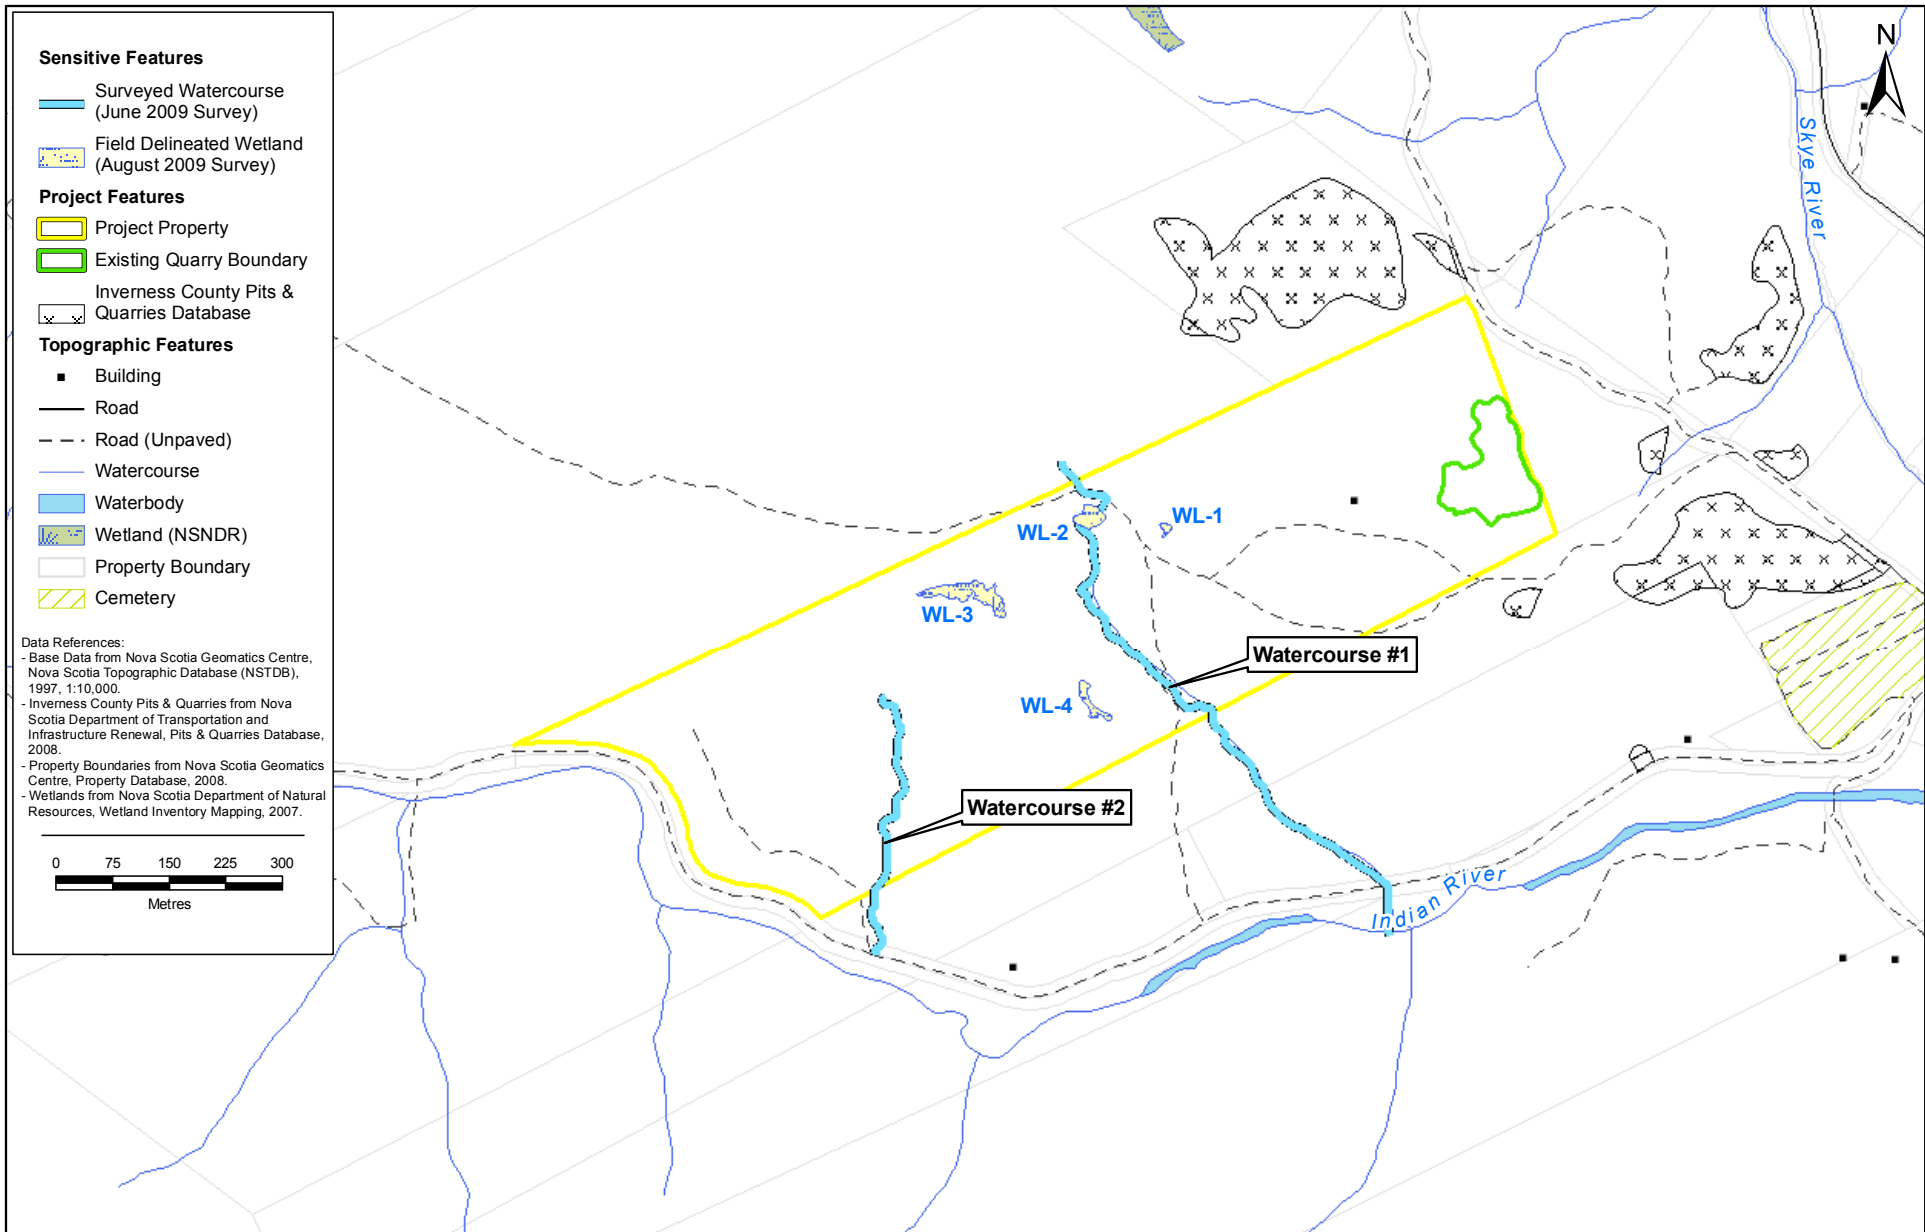 Sensitive Features
Surveyed Watercourse
(June 2009 Survey)
Field Delineated Wetland
(August 2009 Survey)
Project Features
Project Property
Existing Quarry Boundary
Inverness County Pits &
Quarries Database
Topographic Features
Building
Road
Road (Unpaved)
Watercourse
Waterbody
Wetland (NSNDR)
Property Boundary
Cemetery
Data References:
- Base Data from Nova Scotia Geomatics Centre,
Nova Scotia Topographic Database (NSTDB),
1997, 1:10,000.
- Inverness County Pits & Quarries from Nova
Scotia Department of Transportation and
Infrastructure Renewal, Pits & Quarries Database,
2008.
- Property Boundaries from Nova Scotia Geomatics
Centre, Property Database, 2008.
- Wetlands from Nova Scotia Department of Natural
Resources, Wetland Inventory Mapping, 2007.
0 75 150 225 300
Metres
N
Skye River
WL-1
WL-2
WL-3
WL-4
Watercourse #1
Watercourse #2
Indian River